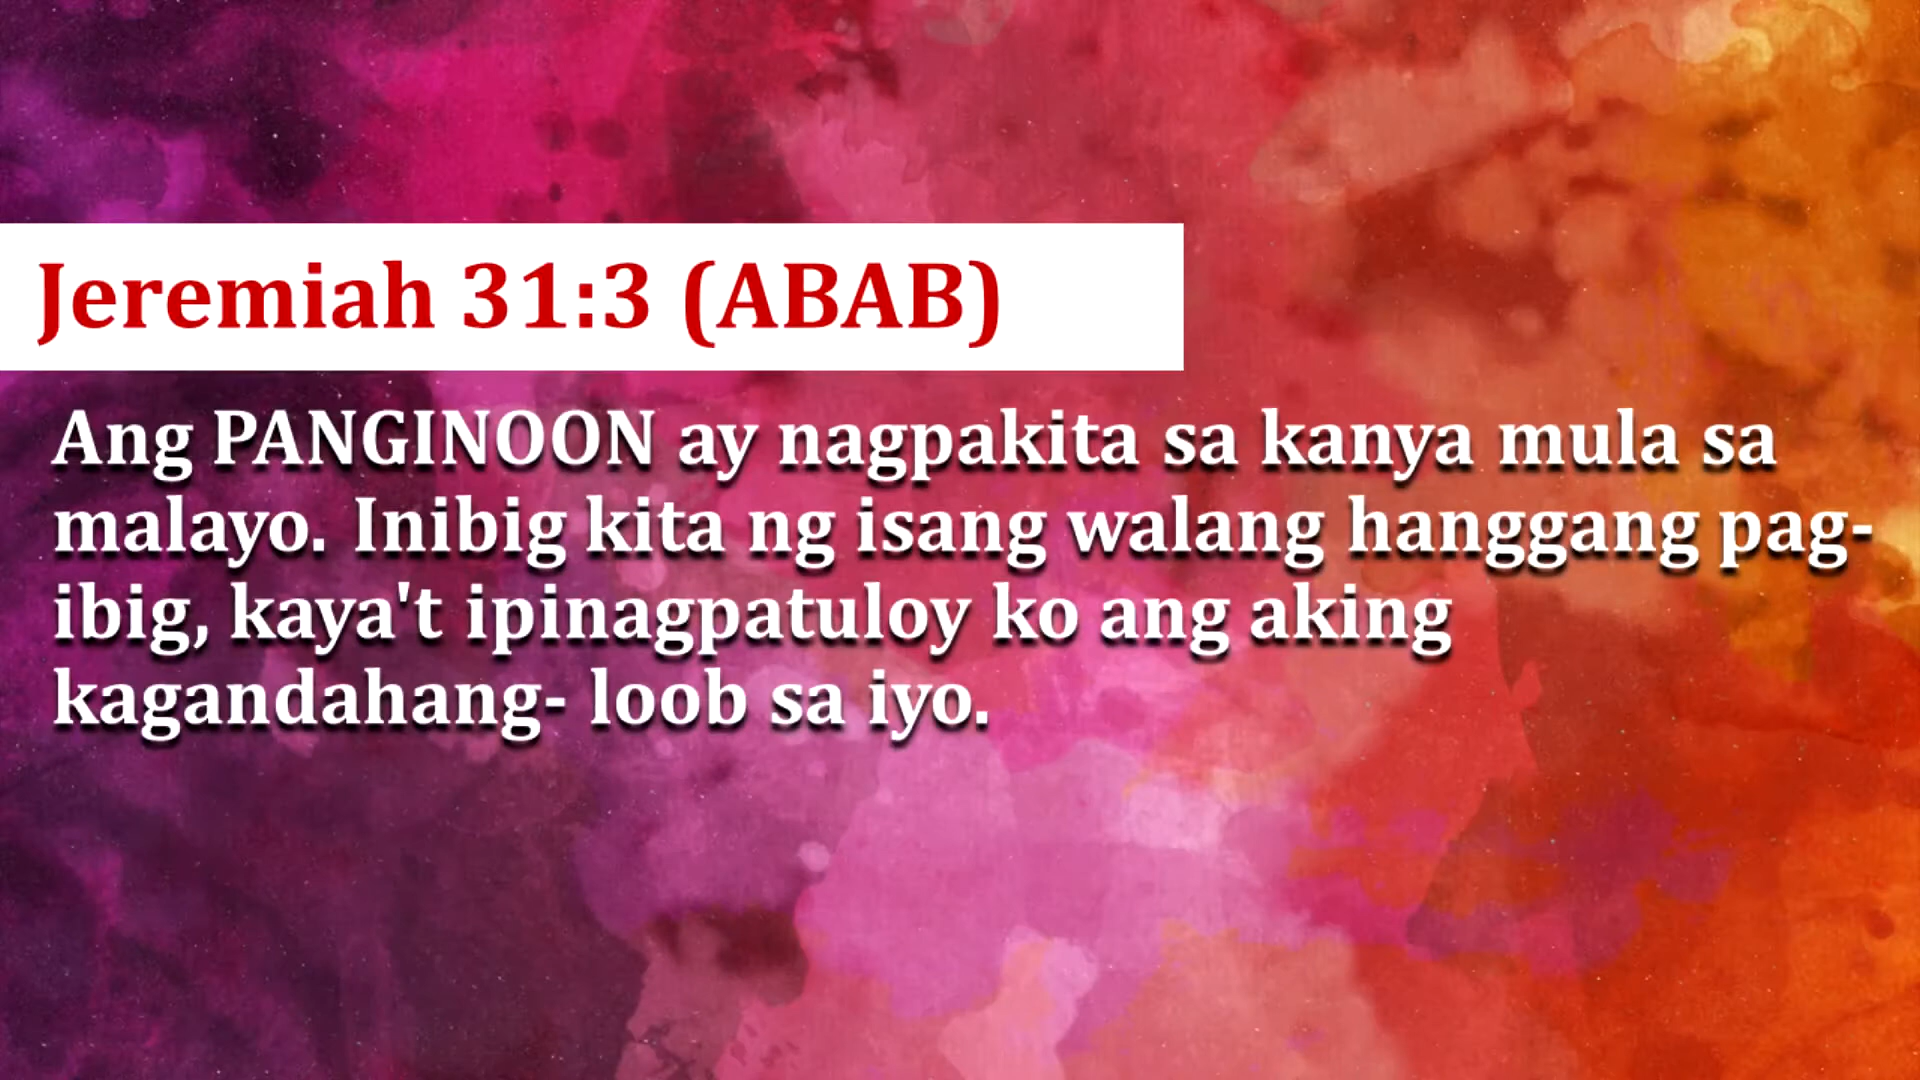 Jeremiah 31:3 (ABAB)
Ang PANGINOON ay nagpakita sa kanya mula sa
malayo. Inibig kita ng isang walang hanggang pag-
ibig, kaya't ipinagpatuloy ko ang aking
kagandahang- loob sa iyo.